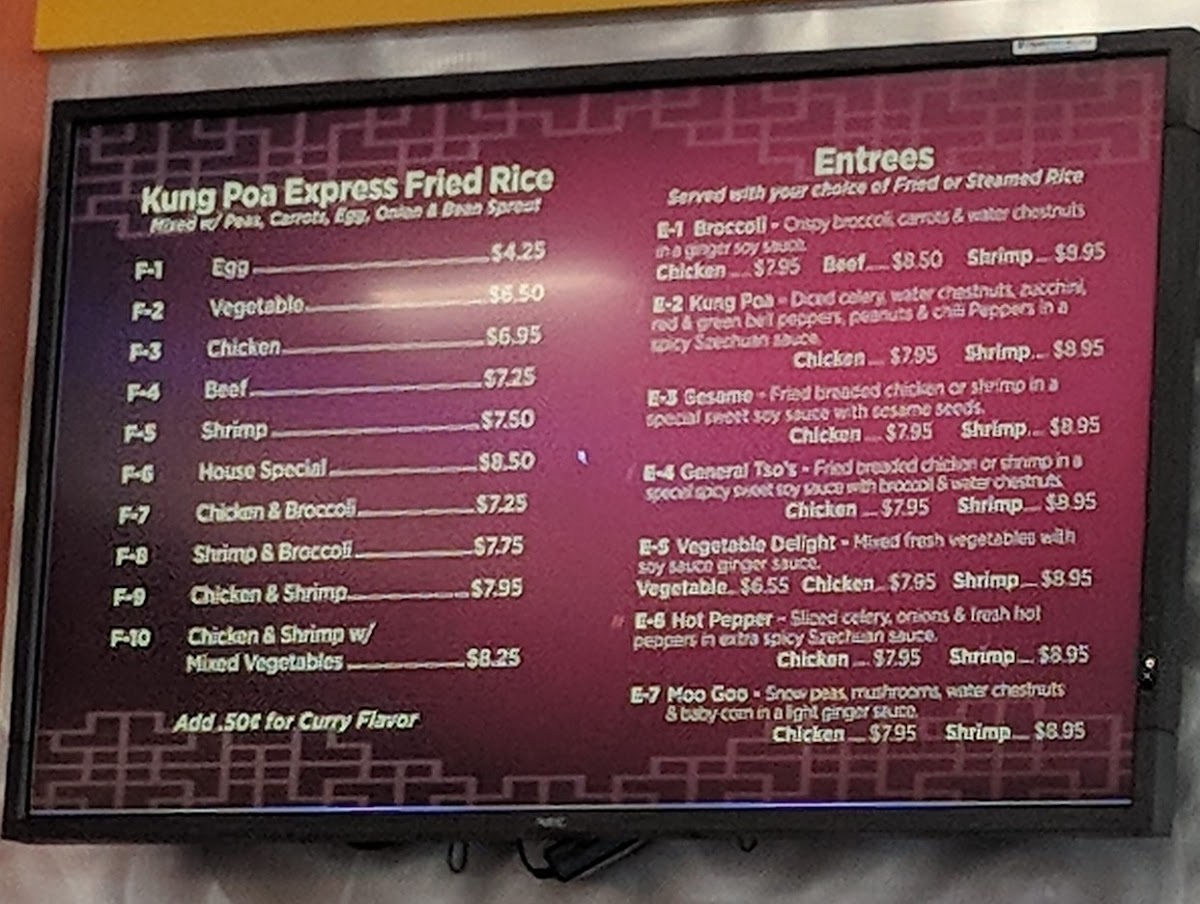 Kung Poa Express Fried Rice
Mixed w/ Peas, Carrots, Egg, Onion & Bean Sprout
F-1 Egg $4.25
F-2 Vegetable $6.50
F-3 Chicken $6.95
F-4 Beef $7.25
F-5 Shrimp $7.50
F-6 House Special $8.50
F-7 Chicken & Broccoli $7.25
F-8 Shrimp & Broccoli $7.75
F-9 Chicken & Shrimp $7.95
F-10 Chicken & Shrimp w/
Mixed Vegetables $8.25
Add .50¢ for Curry Flavor
Entrees
Served with your choice of Fried or Steamed Rice
E-1 Broccoli - Crispy broccoli, carrots & water chestnuts
in a ginger soy sauce.
Chicken ... $7.95 Beef ... $8.50 Shrimp ... $8.95
E-2 Kung Poa - Diced celery, water chestnuts, zucchini,
red & green bell peppers, peanuts & chili Peppers in a
spicy Szechuan sauce.
Chicken ... $7.95 Shrimp... $8.95
E-3 Sesame - Fried breaded chicken or shrimp in a
special sweet soy sauce with sesame seeds.
Chicken ... $7.95 Shrimp... $8.95
E-4 General Tso's - Fried breaded chicken or shrimp in a
special spicy sweet soy sauce with broccoli & water chestnuts.
Chicken ... $7.95 Shrimp... $8.95
E-5 Vegetable Delight - Mixed fresh vegetables with
soy sauce ginger sauce.
Vegetable.. $6.55 Chicken.. $7.95 Shrimp... $8.95
E-6 Hot Pepper - Sliced celery, onions & fresh hot
peppers in extra spicy Szechuan sauce.
Chicken ... $7.95 Shrimp... $8.95
E-7 Moo Goo - Snow peas, mushrooms, water chestnuts
& baby corn in a light ginger sauce.
Chicken ... $7.95 Shrimp... $8.95
NEC